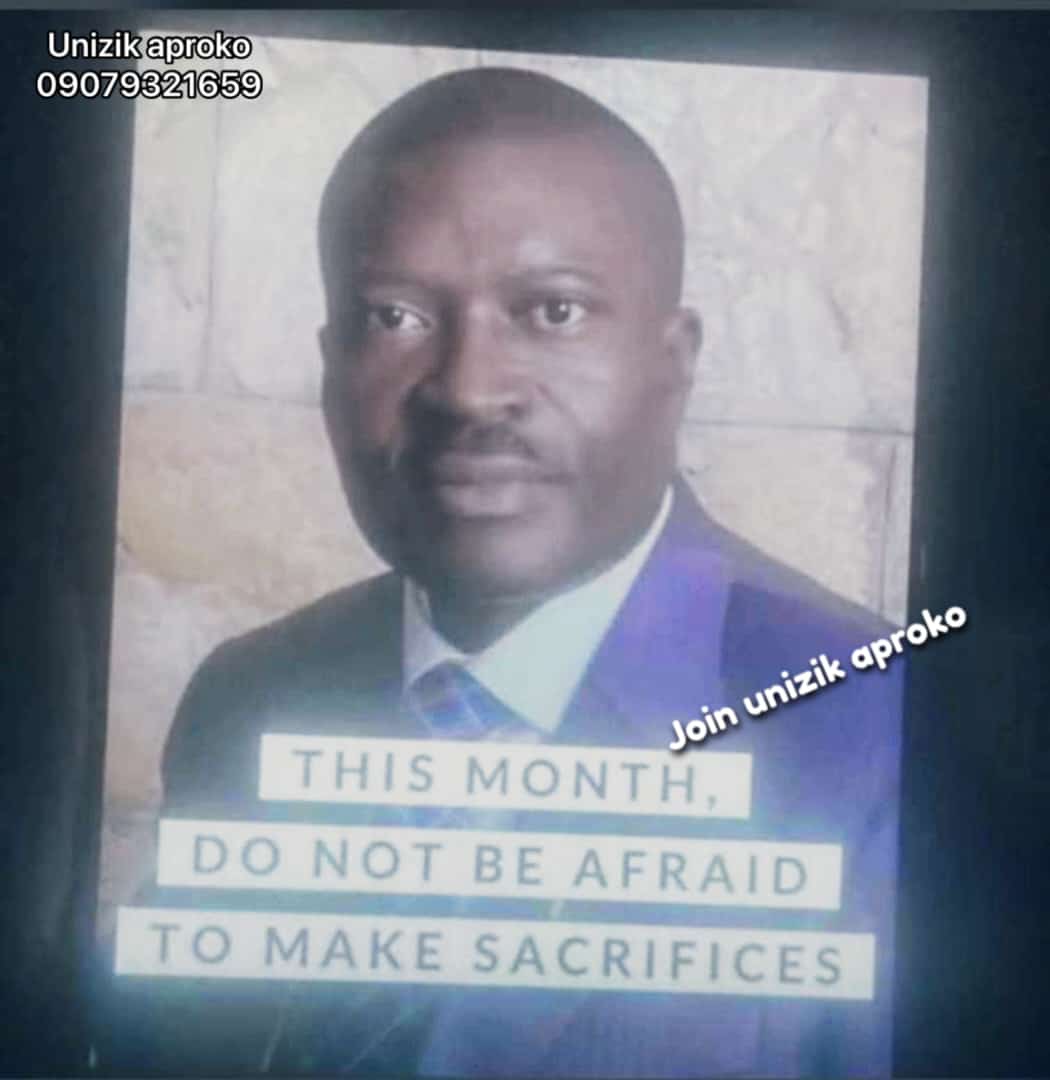 Unizik aproko
09079321659
Join unizik aproko
THIS MONTH,
DO NOT BE AFRAID
TO MAKE SACRIFICES